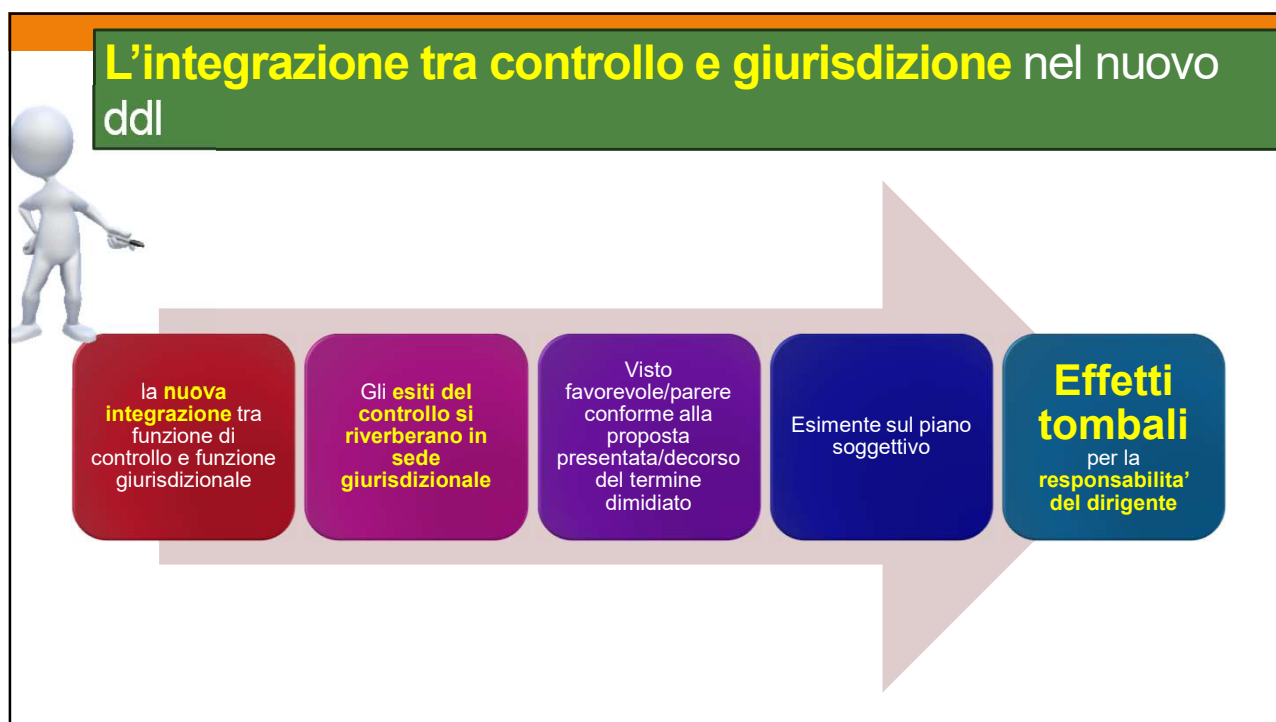 L’integrazione tra controllo e giurisdizione nel nuovo
ddl
la nuova
integrazione tra
funzione di
controllo e funzione
giurisdizionale
Gli esiti del
controllo si
riverberano in
sede
giurisdizionale
Visto
favorevole/parere
conforme alla
proposta
presentata/decorso
del termine
dimidiato
Esimente sul piano
soggettivo
Effetti
tombali
per la
responsabilita’
del dirigente